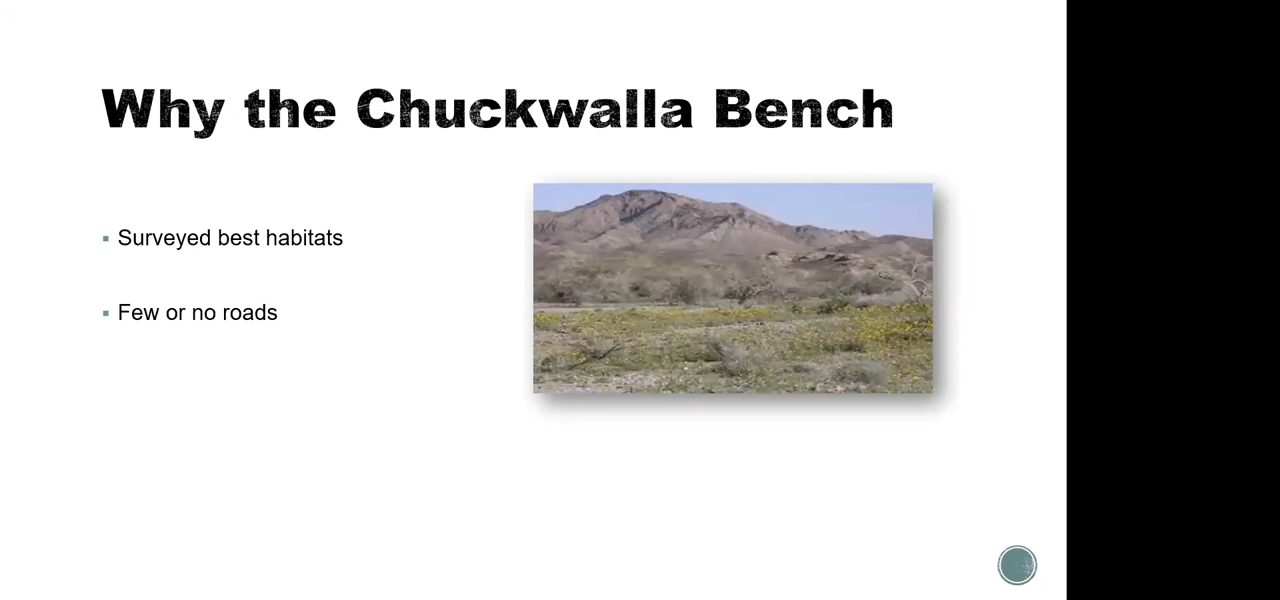 Why the Chuckwalla Bench
Surveyed best habitats
Few or no roads